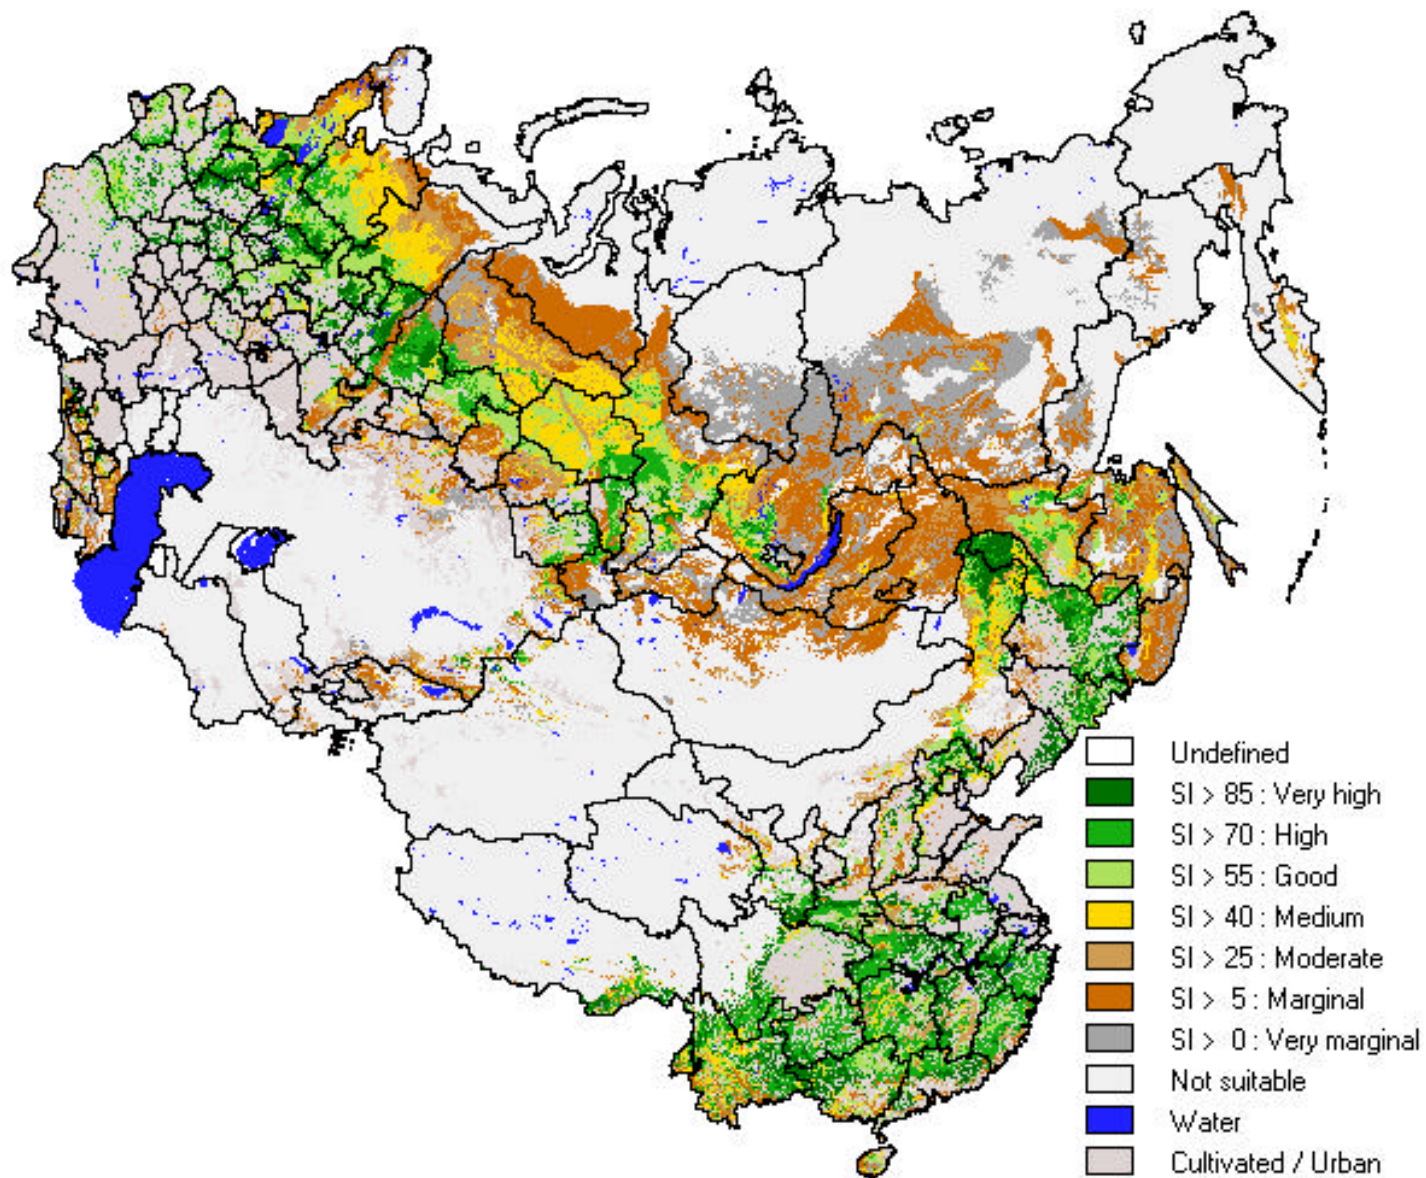 Undefined
SI > 85 : Very high
SI > 70 : High
SI > 55 : Good
SI > 40 : Medium
SI > 25 : Moderate
SI > 5 : Marginal
SI > 0 : Very marginal
Not suitable
Water
Cultivated / Urban